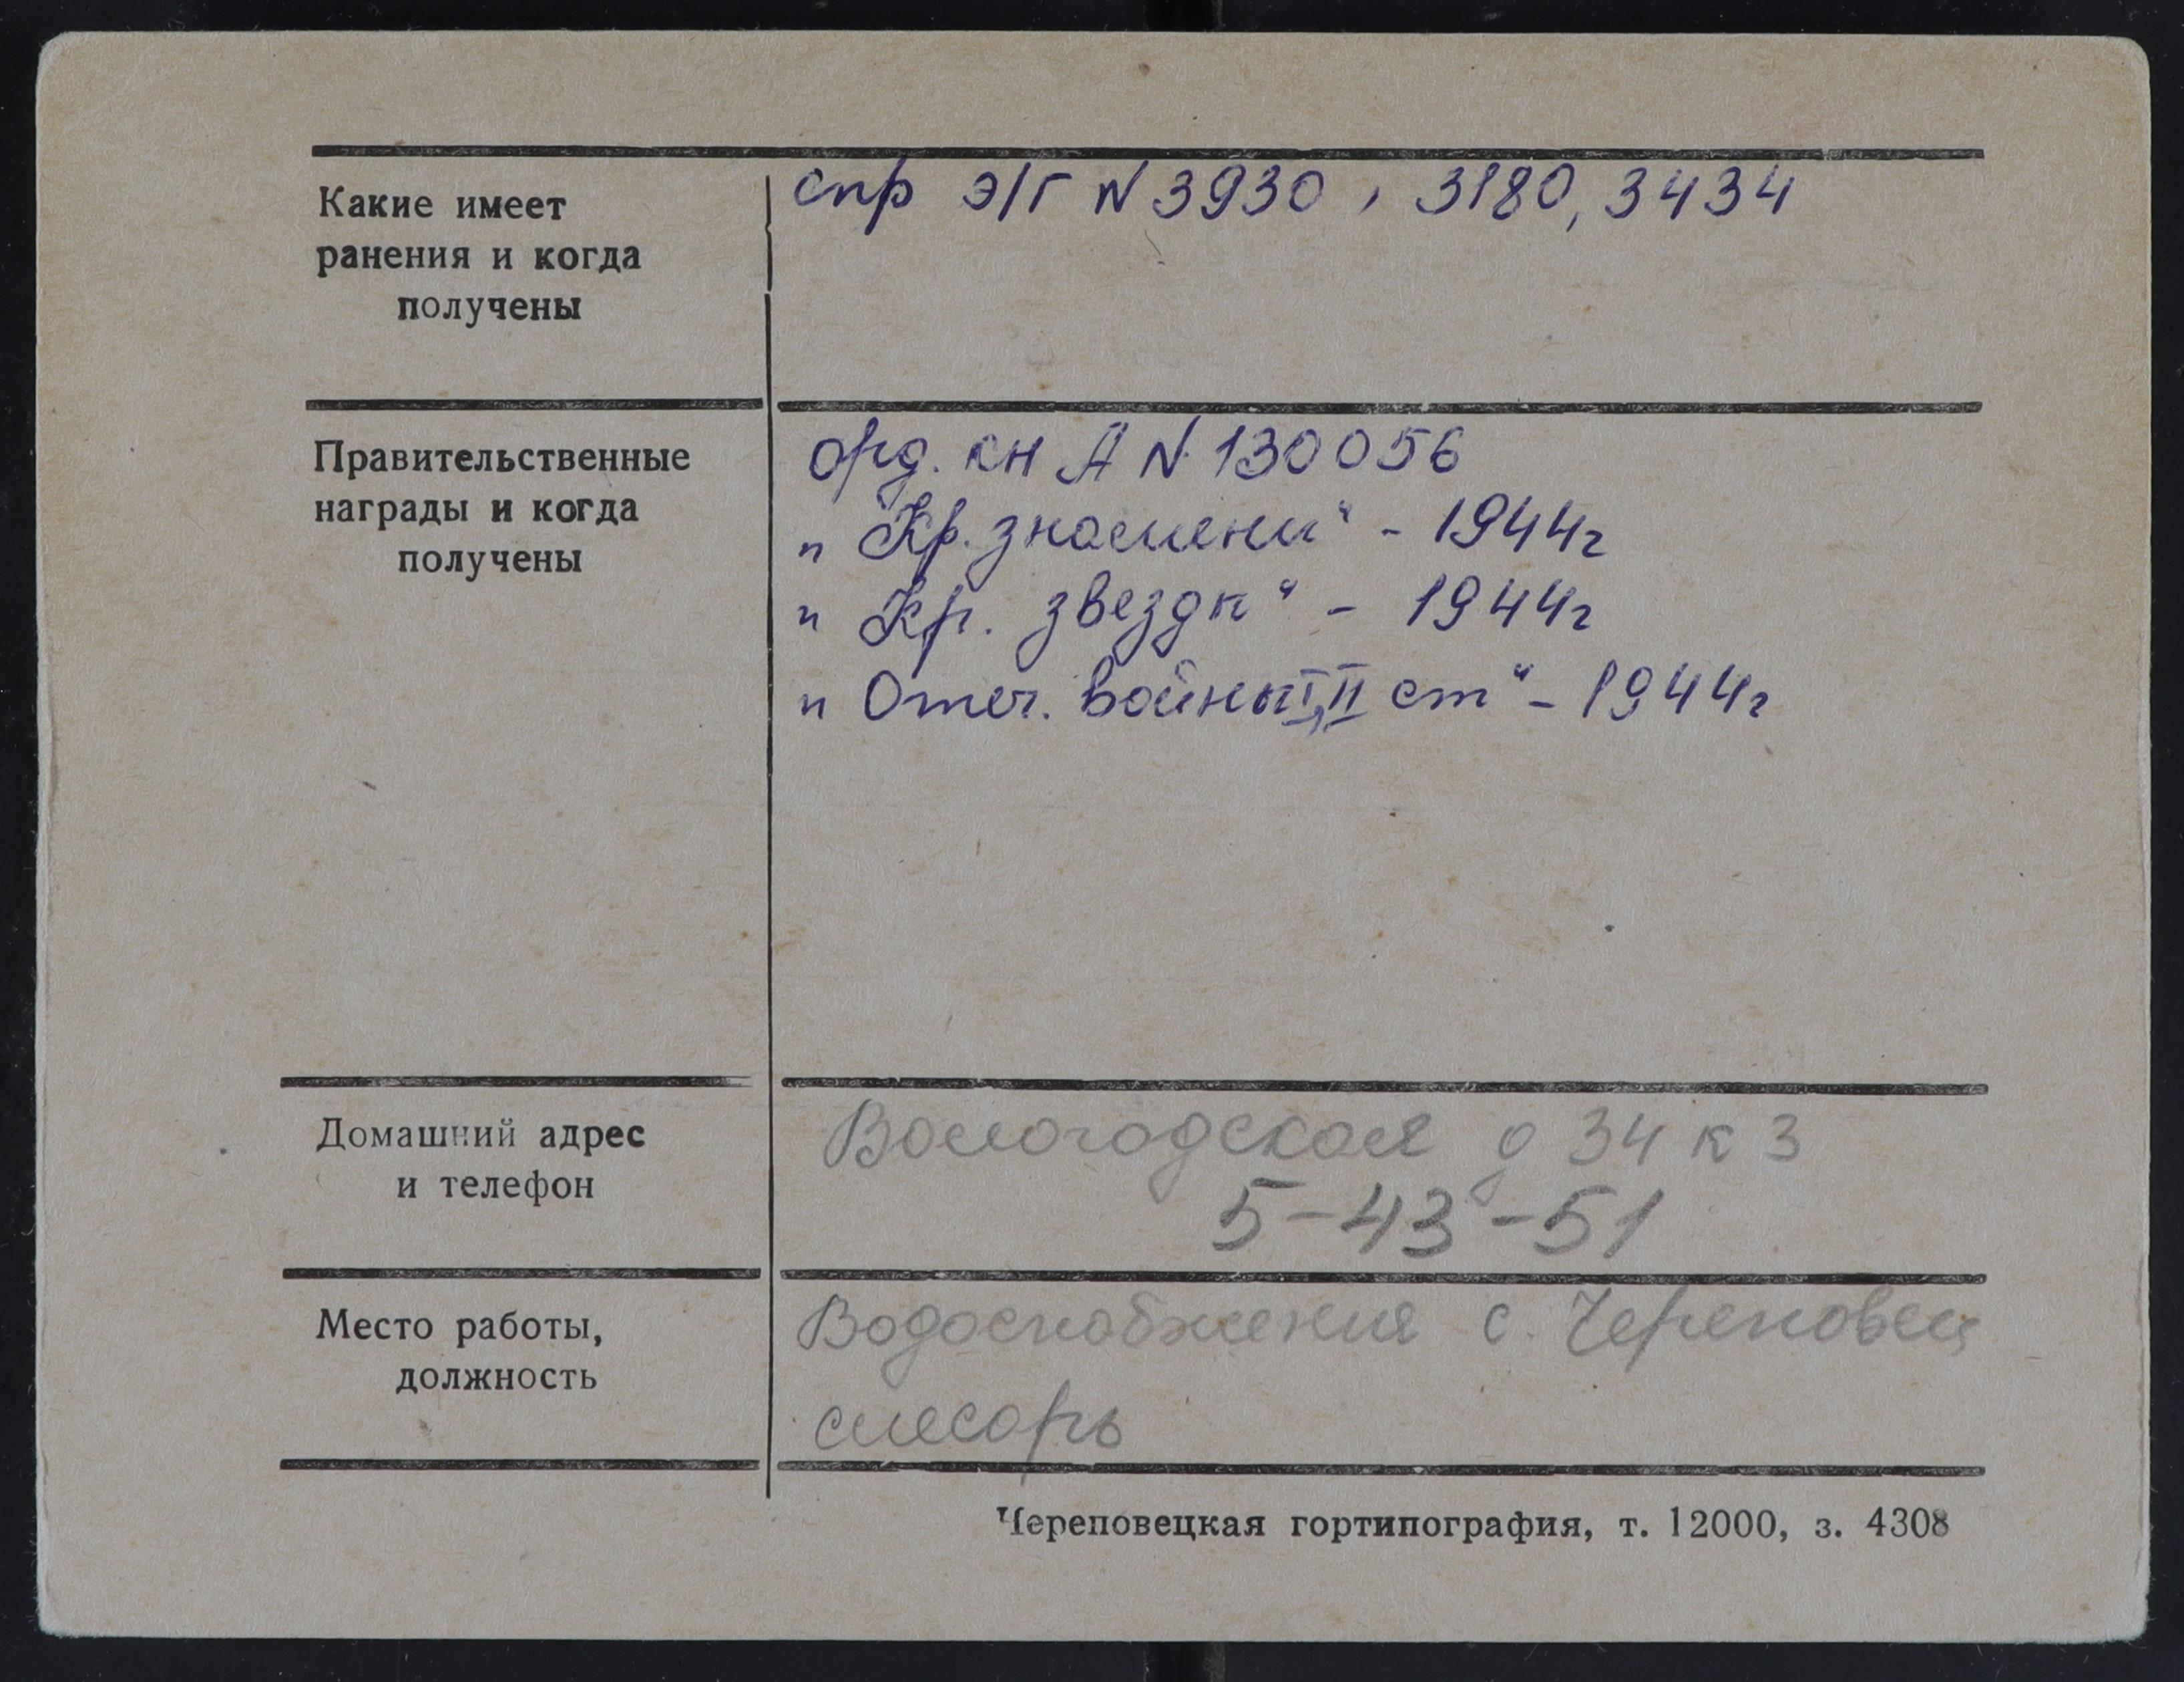 Какие имеет
ранения и когда
получены
спр э/г N 3930, 3180, 3434
Правительственные
награды и когда
получены
орд. кн А N 130056
" Кр. знамени" - 1944г
" Кр. звезды" - 1944г
" Отеч. войны I, II ст" - 1944г
Домашний адрес
и телефон
Вологодская д 34 к 3
5-43-51
Место работы,
должность
Водоснабжения с. Череповец
слесарь
Череповецкая гортипография, т. 12000, з. 4308